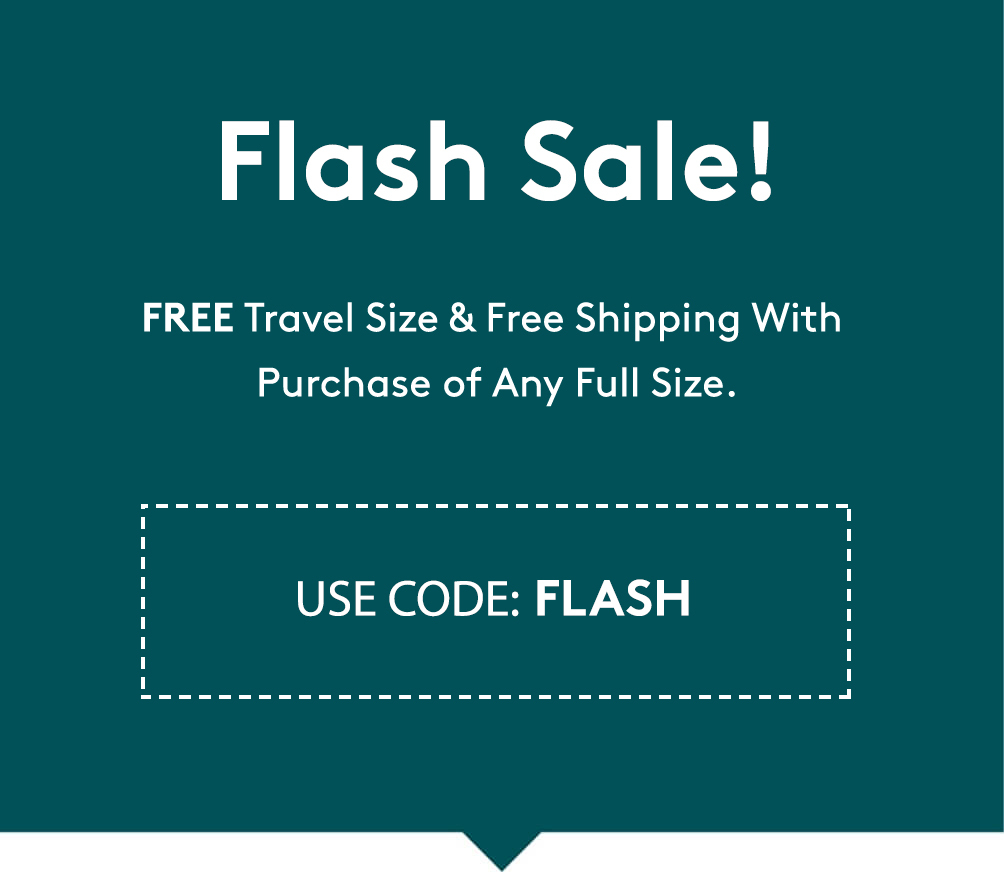 Flash Sale!
FREE Travel Size & Free Shipping With
Purchase of Any Full Size.
USE CODE: FLASH